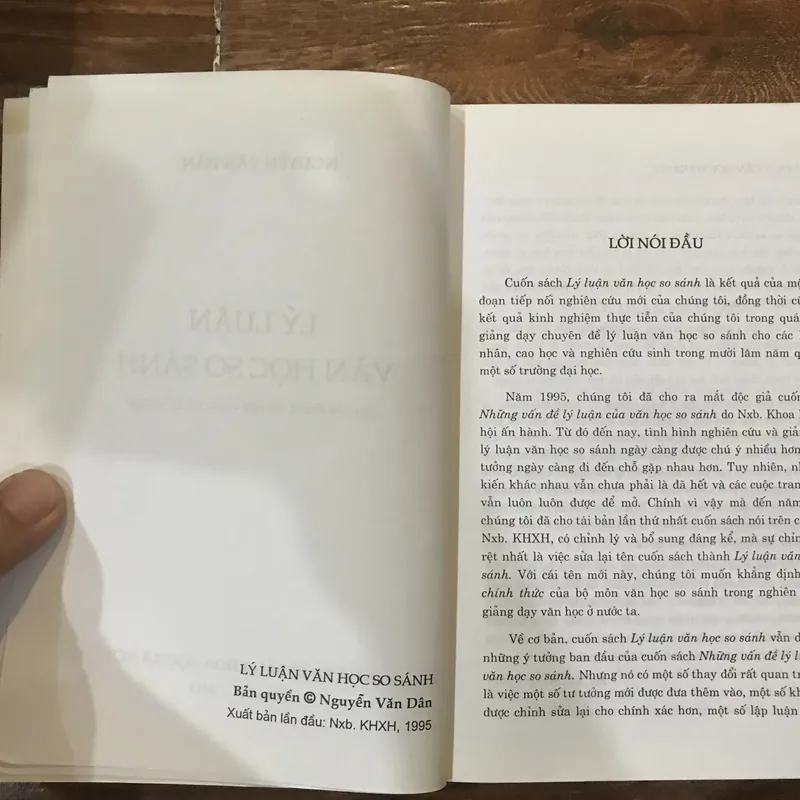 LÝ LUẬN VĂN HỌC SO SÁNH
Bản quyền © Nguyễn Văn Dân
Xuất bản lần đầu: Nxb. KHXH, 1995
LỜI NÓI ĐẦU
Cuốn sách Lý luận văn học so sánh là kết quả của
đoạn tiếp nối nghiên cứu mới của chúng tôi, đồng thời
kết quả kinh nghiệm thực tiễn của chúng tôi trong quá
giảng dạy chuyên đề lý luận văn học so sánh cho các
nhân, cao học và nghiên cứu sinh trong mười lăm năm
một số trường đại học.
Năm 1995, chúng tôi đã cho ra mắt độc giả cuốn
Những vấn đề lý luận của văn học so sánh do Nxb. Khoa
hội ấn hành. Từ đó đến nay, tình hình nghiên cứu và
lý luận văn học so sánh ngày càng được chú ý nhiều
tưởng ngày càng đi đến chỗ gặp nhau hơn. Tuy nhiên,
kiến khác nhau vẫn chưa phải là đã hết và các cuộc
vẫn luôn luôn được để mở. Chính vì vậy mà đến năm
chúng tôi đã cho tái bản lần thứ nhất cuốn sách nói trên
Nxb. KHXH, có chỉnh lý và bổ sung đáng kể, mà sự
rệt nhất là việc sửa lại tên cuốn sách thành Lý luận văn
sánh. Với cái tên mới này, chúng tôi muốn khẳng định
chính thức của bộ môn văn học so sánh trong nghiên
giảng dạy văn học ở nước ta.
Về cơ bản, cuốn sách Lý luận văn học so sánh vẫn
những ý tưởng ban đầu của cuốn sách Những vấn đề lý
văn học so sánh. Nhưng nó có một số thay đổi rất quan
là việc một số tư tưởng mới được đưa thêm vào, một số
được chỉnh sửa lại cho chính xác hơn, một số lập luận